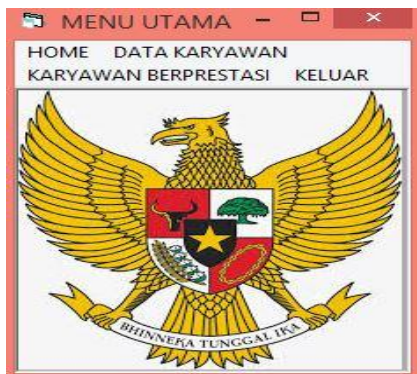 MENU UTAMA
HOME DATA KARYAWAN
KARYAWAN BERPRESTASI KELUAR
BHINNEKA TUNGGAL IKA